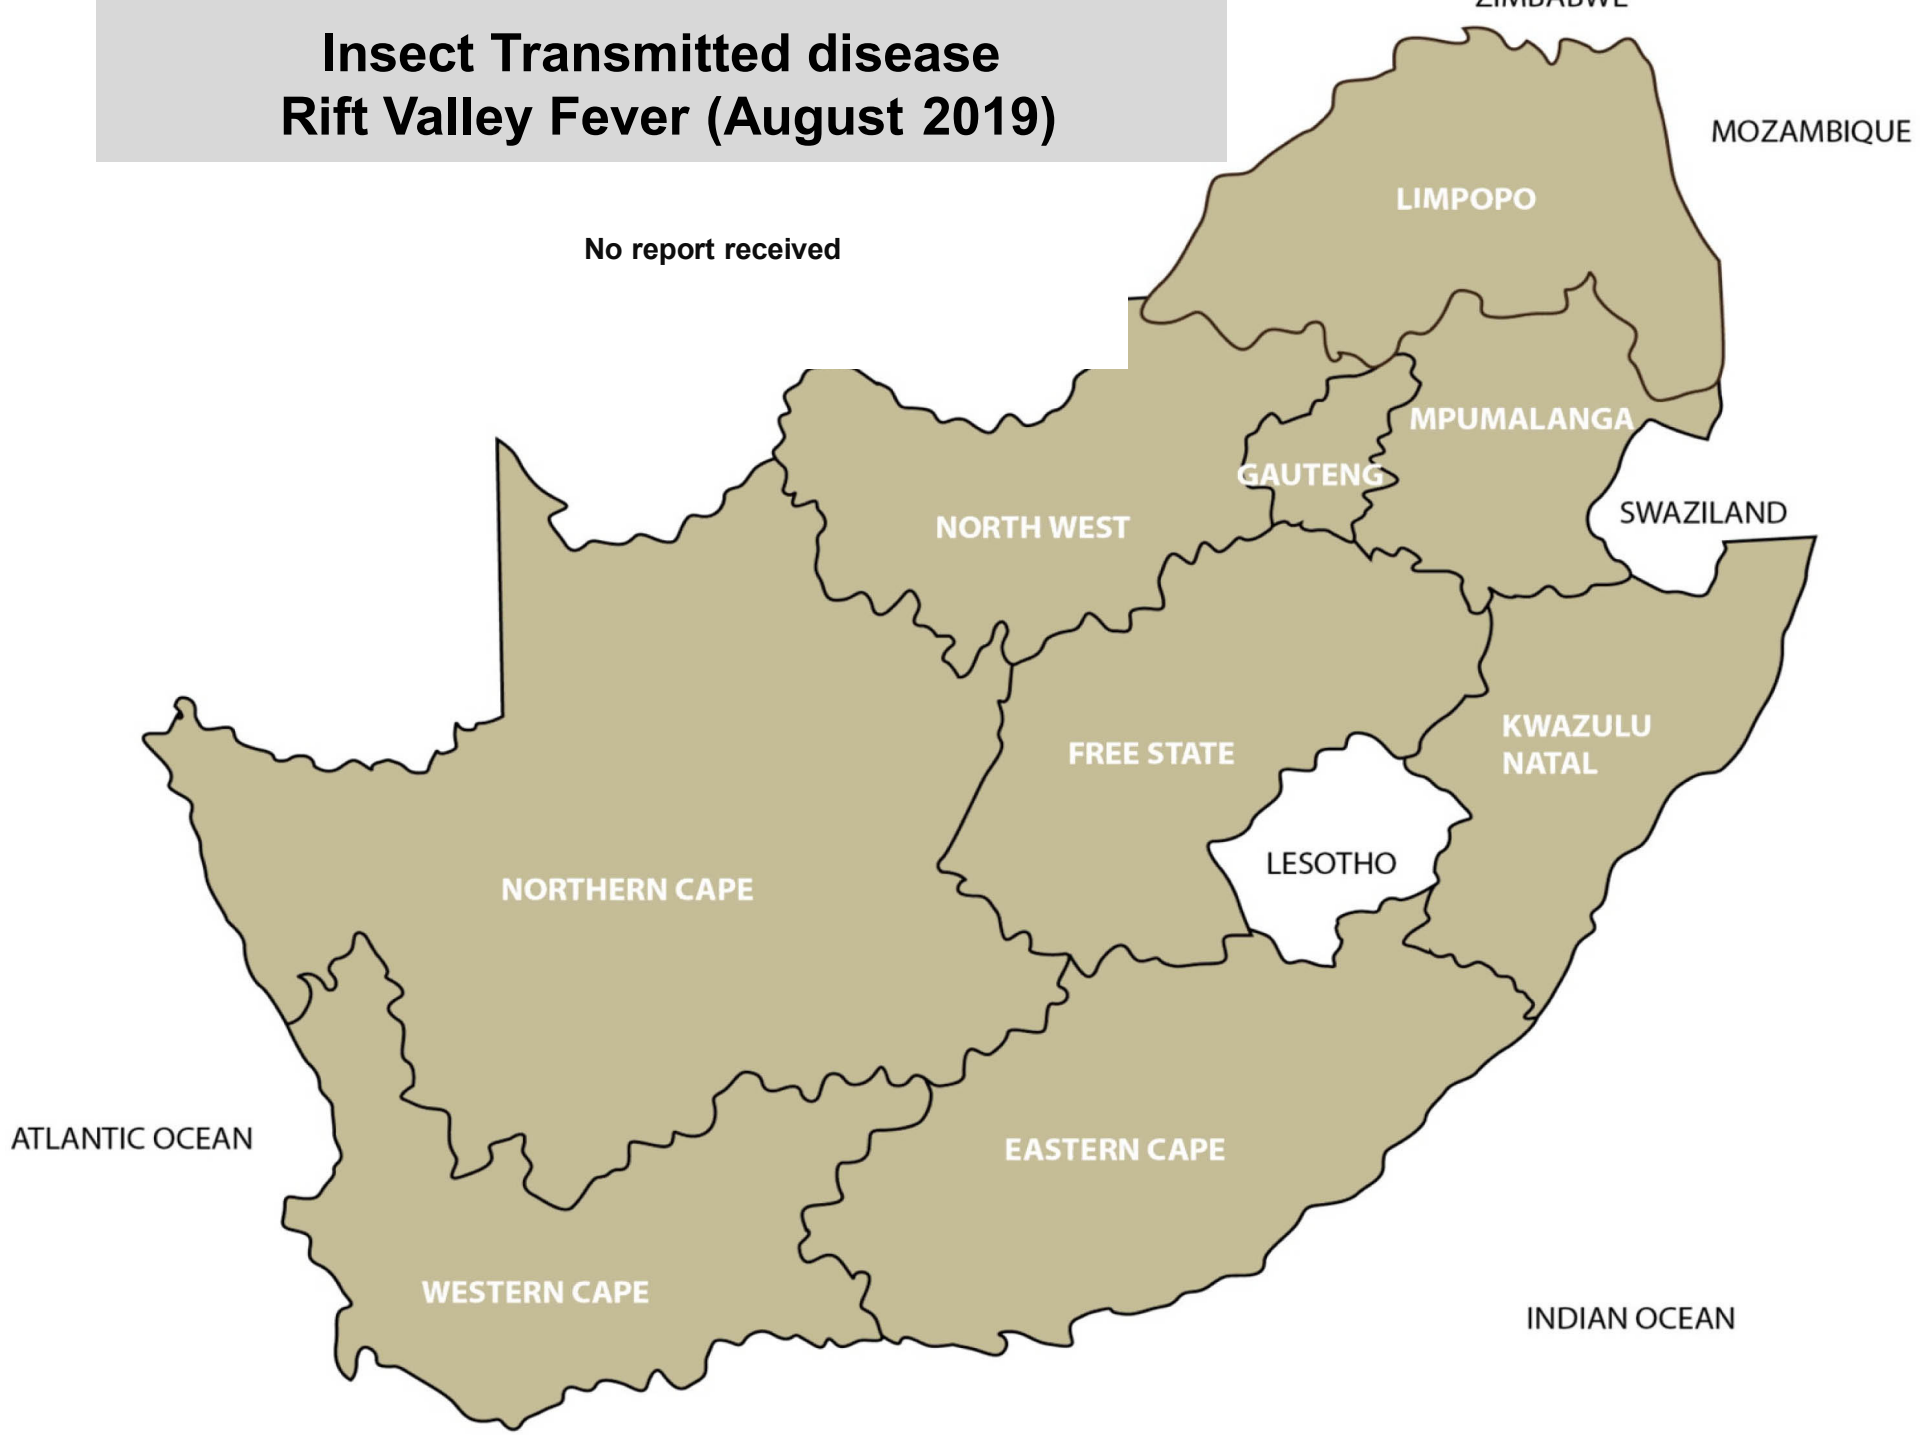 ZIMBABWE
Insect Transmitted disease
Rift Valley Fever (August 2019)
MOZAMBIQUE
LIMPOPO
No report received
MPUMALANGA
GAUTENG
SWAZILAND
NORTH WEST
KWAZULU
NATAL
FREE STATE
LESOTHO
NORTHERN CAPE
ATLANTIC OCEAN
EASTERN CAPE
WESTERN CAPE
INDIAN OCEAN